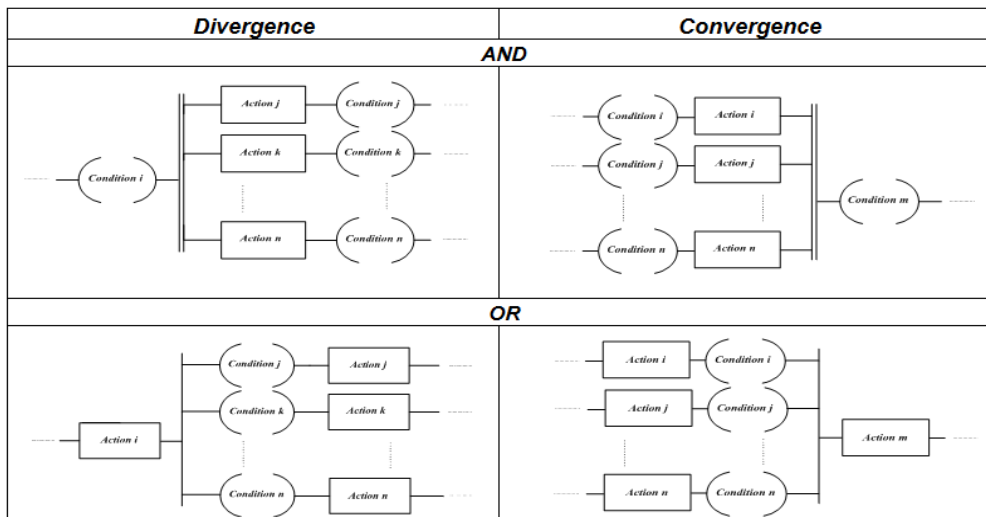 Divergence
Convergence
AND
Action j
Condition j
Action k
Condition k
Condition i
Action n
Condition n
Condition i
Action i
Condition j
Action j
Condition m
Condition n
Action n
OR
Condition j
Action j
Condition k
Action k
Action i
Condition n
Action n
Action i
Condition i
Action j
Condition j
Action m
Action n
Condition n